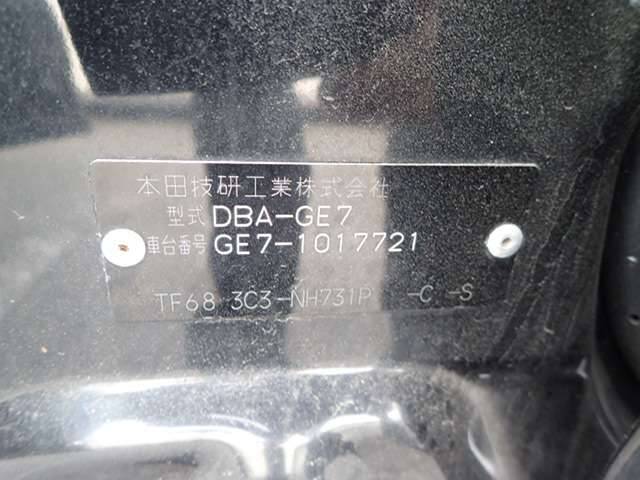 本田技研工業株式会社
型式 DBA-GE7
車台番号 GE7-1017721
TF68 3C3-NH731P -C -S